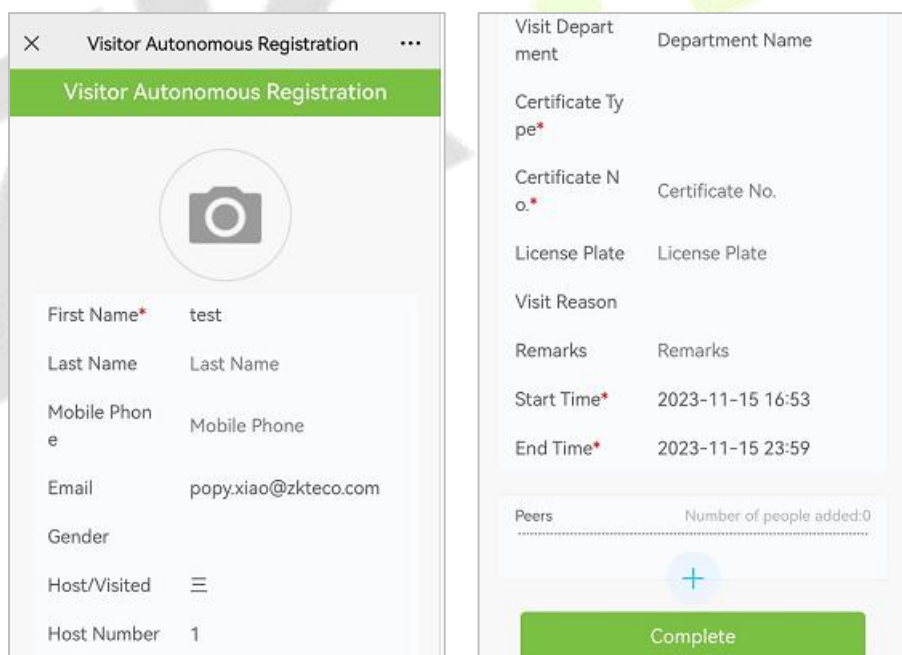 Visitor Autonomous Registration
Visitor Autonomous Registration
First Name* test
Last Name Last Name
Mobile Phon
e Mobile Phone
Email popy.xiao@zkteco.com
Gender
Host/Visited 三
Host Number 1
Visit Depart
ment Department Name
Certificate Ty
pe*
Certificate N
o.* Certificate No.
License Plate License Plate
Visit Reason
Remarks Remarks
Start Time* 2023-11-15 16:53
End Time* 2023-11-15 23:59
Peers Number of people added:0
Complete